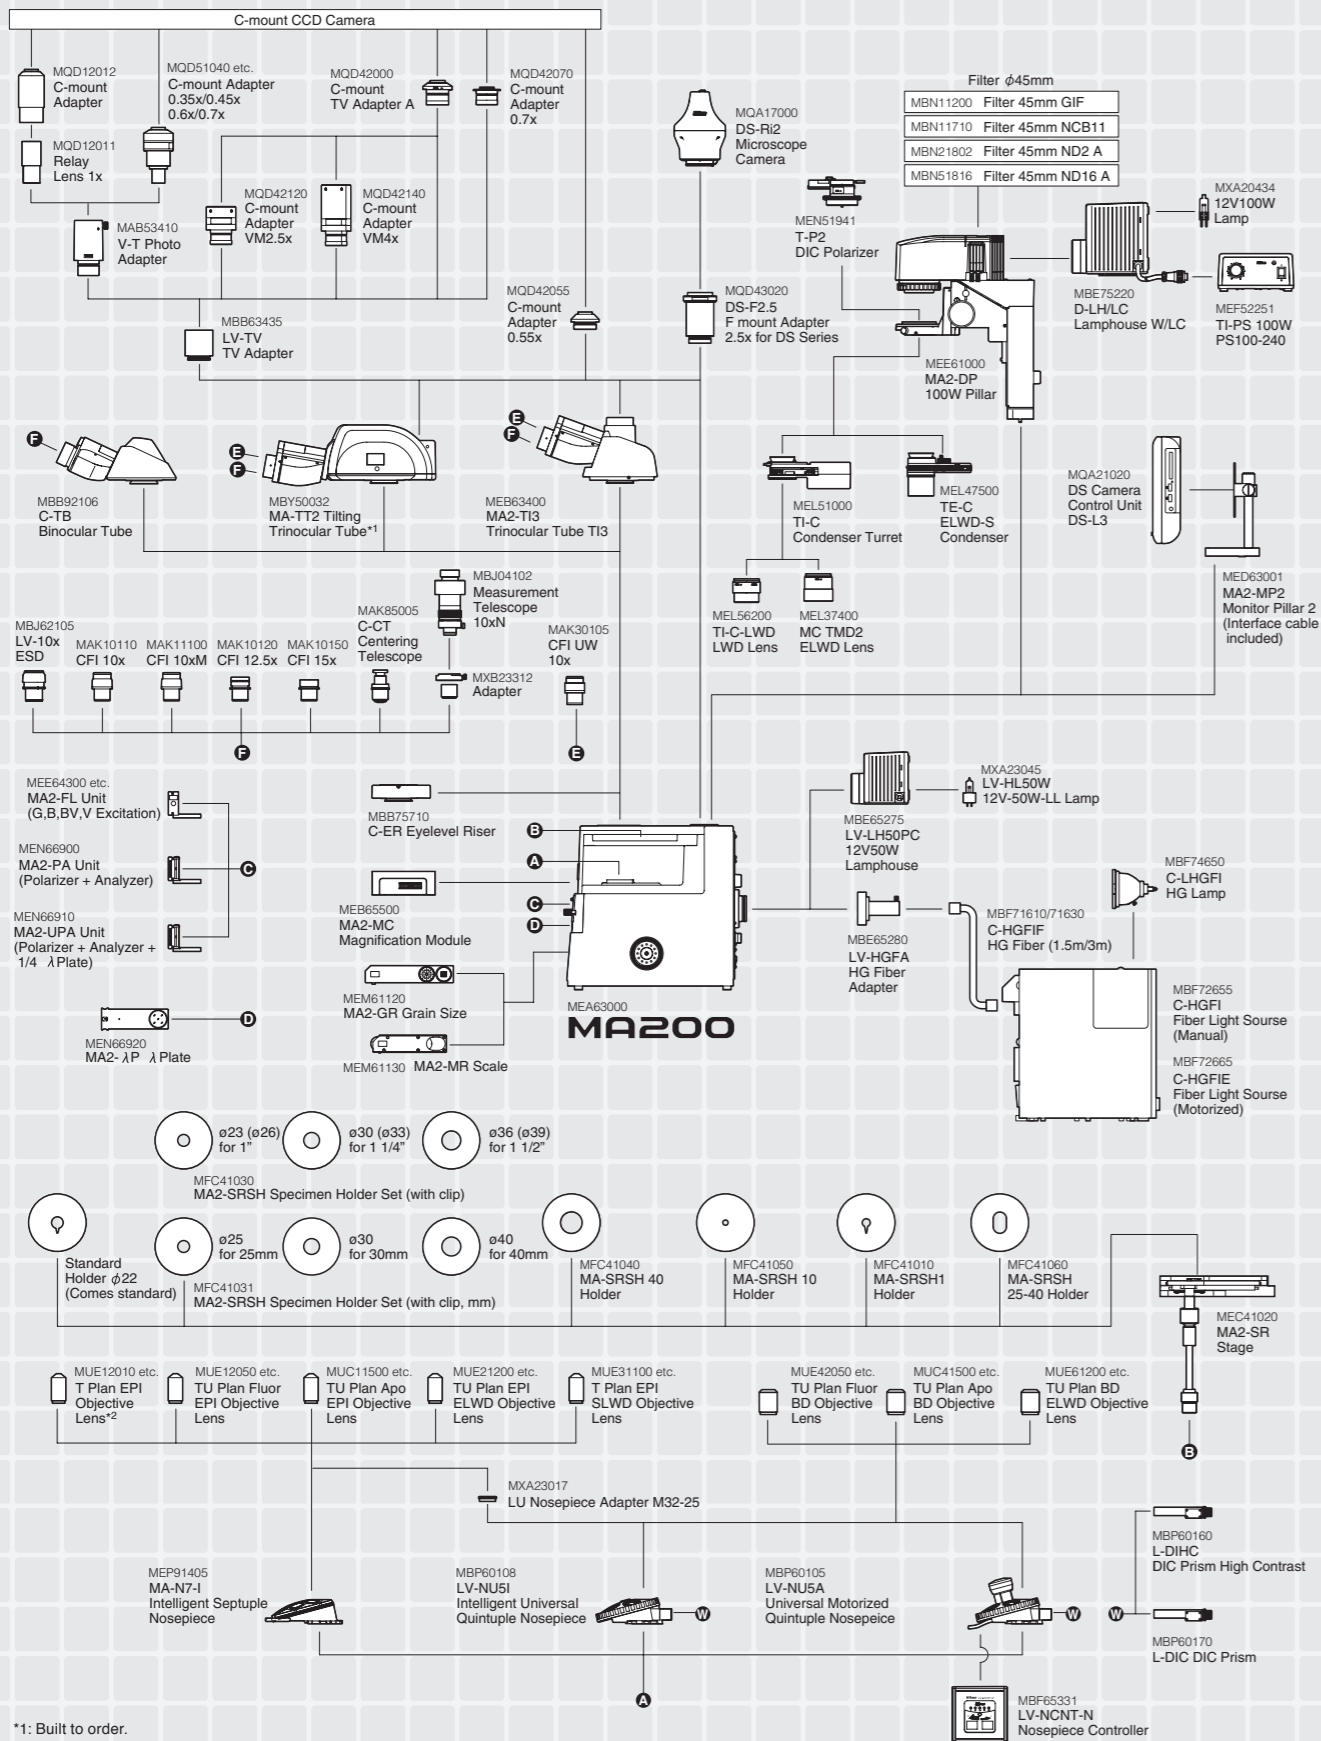 C-mount CCD Camera
MQD12012
C-mount
Adapter
MQD51040 etc.
C-mount Adapter
0.35x/0.45x
0.6x/0.7x
MQD42000
C-mount
TV Adapter A
MQD42070
C-mount
Adapter
0.7x
MQD12011
Relay
Lens 1x
MQD42120
C-mount
Adapter
VM2.5x
MQD42140
C-mount
Adapter
VM4x
MAB53410
V-T Photo
Adapter
MBB63435
LV-TV
TV Adapter
MQD42055
C-mount
Adapter
0.55x
MQA17000
DS-Ri2
Microscope
Camera
MQD43020
DS-F2.5
F mount Adapter
2.5x for DS Series
Filter ϕ45mm
MBN11200 Filter 45mm GIF
MBN11710 Filter 45mm NCB11
MBN21802 Filter 45mm ND2 A
MBN51816 Filter 45mm ND16 A
MEN51941
T-P2
DIC Polarizer
MXA20434
12V100W
Lamp
MBE75220
D-LH/LC
Lamphouse W/LC
MEF52251
TI-PS 100W
PS100-240
MEE61000
MA2-DP
100W Pillar
F
E
F
E
F
MBB92106
C-TB
Binocular Tube
MBY50032
MA-TT2 Tilting
Trinocular Tube*1
MEB63400
MA2-TI3
Trinocular Tube TI3
MEL51000
TI-C
Condenser Turret
MEL47500
TE-C
ELWD-S
Condenser
MQA21020
DS Camera
Control Unit
DS-L3
MEL56200
TI-C-LWD
LWD Lens
MEL37400
MC TMD2
ELWD Lens
MED63001
MA2-MP2
Monitor Pillar 2
(Interface cable
included)
MBJ62105
LV-10x
ESD
MAK10110
CFI 10x
MAK11100
CFI 10xM
MAK10120
CFI 12.5x
MAK10150
CFI 15x
MAK85005
C-CT
Centering
Telescope
MBJ04102
Measurement
Telescope
10xN
MXB23312
Adapter
MAK30105
CFI UW
10x
F
E
MEE64300 etc.
MA2-FL Unit
(G,B,BV,V Excitation)
MEN66900
MA2-PA Unit
(Polarizer + Analyzer)
C
MEN66910
MA2-UPA Unit
(Polarizer + Analyzer +
1/4 λ Plate)
MEN66920
MA2- λP λ Plate
D
MBB75710
C-ER Eyelevel Riser
MEB65500
MA2-MC
Magnification Module
MEM61120
MA2-GR Grain Size
MEM61130 MA2-MR Scale
B
A
C
D
MEA63000
MA200
MBE65275
LV-LH50PC
12V50W
Lamphouse
MXA23045
LV-HL50W
12V-50W-LL Lamp
MBE65280
LV-HGFA
HG Fiber
Adapter
MBF71610/71630
C-HGFIF
HG Fiber (1.5m/3m)
MBF74650
C-LHGFI
HG Lamp
MBF72655
C-HGFI
Fiber Light Sourse
(Manual)
MBF72665
C-HGFIE
Fiber Light Sourse
(Motorized)
ø23 (ø26)
for 1”
ø30 (ø33)
for 1 1/4”
ø36 (ø39)
for 1 1/2”
MFC41030
MA2-SRSH Specimen Holder Set (with clip)
Standard
Holder ϕ22
(Comes standard)
ø25
for 25mm
ø30
for 30mm
ø40
for 40mm
MFC41031
MA2-SRSH Specimen Holder Set (with clip, mm)
MFC41040
MA-SRSH 40
Holder
MFC41050
MA-SRSH 10
Holder
MFC41010
MA-SRSH1
Holder
MFC41060
MA-SRSH
25-40 Holder
MEC41020
MA2-SR
Stage
B
MUE12010 etc.
T Plan EPI
Objective
Lens*2
MUE12050 etc.
TU Plan Fluor
EPI Objective
Lens
MUC11500 etc.
TU Plan Apo
EPI Objective
Lens
MUE21200 etc.
TU Plan EPI
ELWD Objective
Lens
MUE31100 etc.
T Plan EPI
SLWD Objective
Lens
MUE42050 etc.
TU Plan Fluor
BD Objective
Lens
MUC41500 etc.
TU Plan Apo
BD Objective
Lens
MUE61200 etc.
TU Plan BD
ELWD Objective
Lens
MXA23017
LU Nosepiece Adapter M32-25
MEP91405
MA-N7-I
Intelligent Septuple
Nosepiece
MBP60108
LV-NU5I
Intelligent Universal
Quintuple Nosepiece
W
MBP60105
LV-NU5A
Universal Motorized
Quintuple Nosepeice
W
W
MBP60160
L-DIHC
DIC Prism High Contrast
MBP60170
L-DIC DIC Prism
A
MBF65331
LV-NCNT-N
Nosepiece Controller
*1: Built to order.